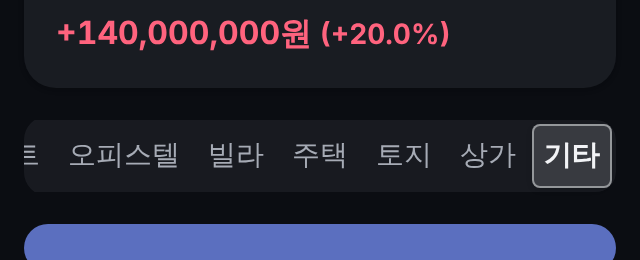 +140,000,000원 (+20.0%)
트 오피스텔 빌라 주택 토지 상가 기타